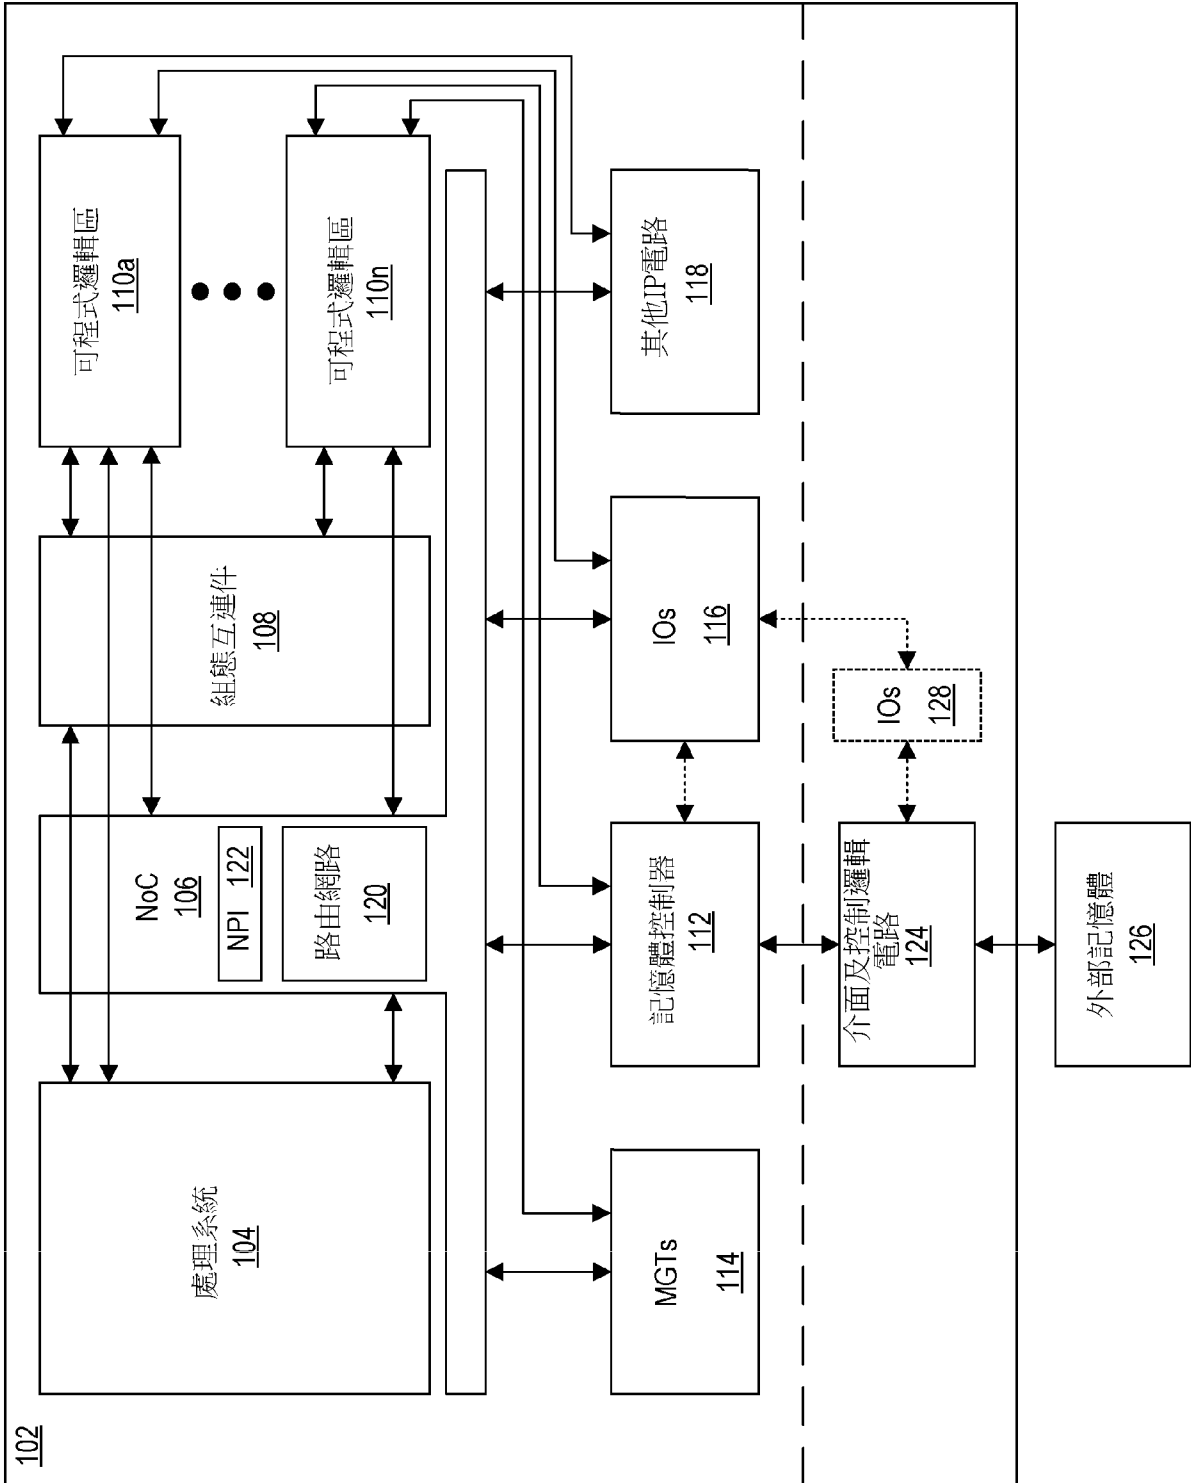 102
處理系統
104
NoC
106
NPI 122
路由網路
120
組態互連件
108
可程式邏輯區
110a
可程式邏輯區
110n
MGTs
114
記憶體控制器
112
IOs
116
其他IP電路
118
介面及控制邏輯
電路
124
IOs
128
外部記憶體
126